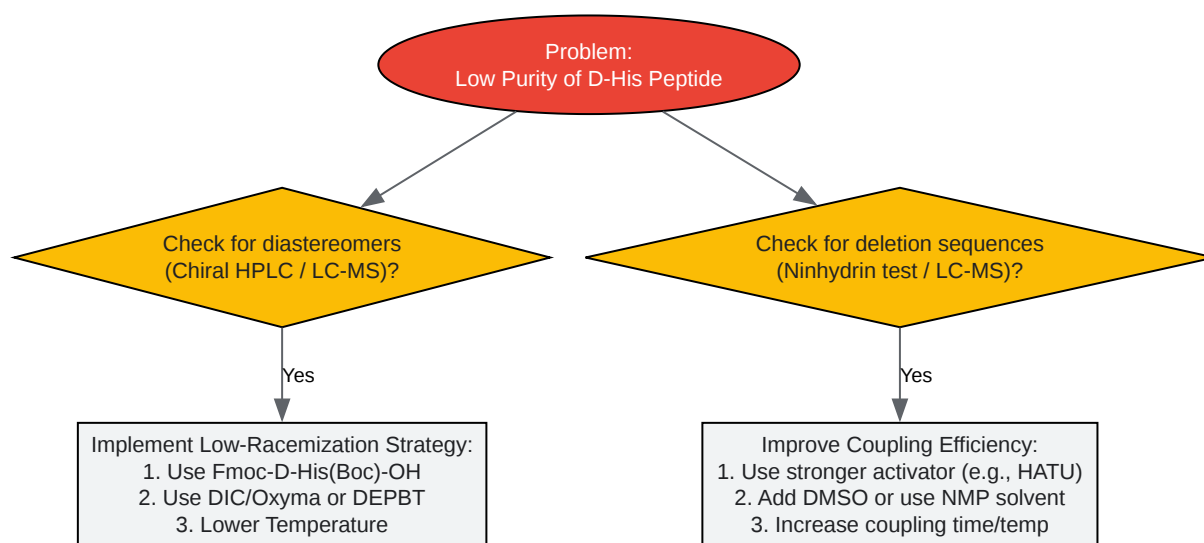 Problem:
Low Purity of D-His Peptide
Check for diastereomers
(Chiral HPLC / LC-MS)?
Check for deletion sequences
(Ninhydrin test / LC-MS)?
Yes
Yes
Implement Low-Racemization Strategy:
1. Use Fmoc-D-His(Boc)-OH
2. Use DIC/Oxyma or DEPBT
3. Lower Temperature
Improve Coupling Efficiency:
1. Use stronger activator (e.g., HATU)
2. Add DMSO or use NMP solvent
3. Increase coupling time/temp